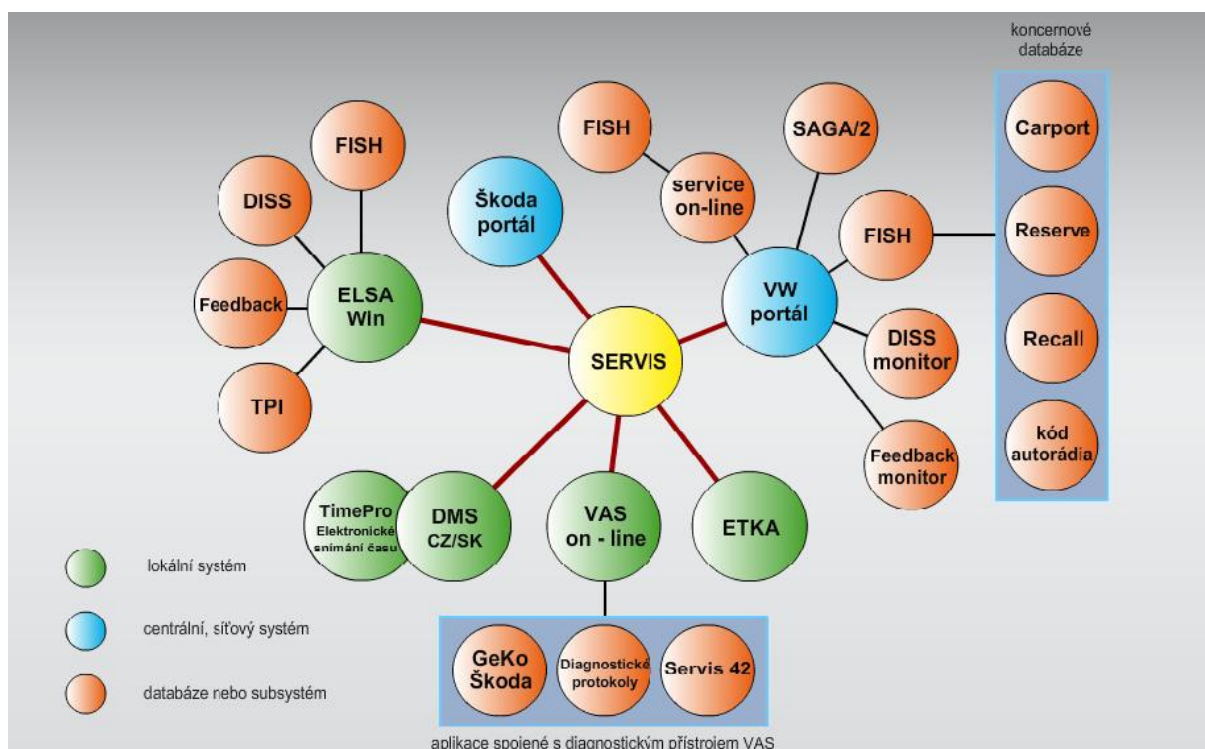 koncernové
databáze
FISH
DISS
Feedback
TPI
ELSA
WIn
Škoda
portál
FISH
service
on-line
SAGA/2
FISH
VW
portál
DISS
monitor
Feedback
monitor
Carport
Reserve
Recall
kód
autorádia
SERVIS
TimePro
Elektronické
snímání času
DMS
CZ/SK
VAS
on - line
ETKA
lokální systém
centrální, síťový systém
databáze nebo subsystém
GeKo
Škoda
Diagnostické
protokoly
Servis 42
aplikace spojené s diagnostickým přístrojem VAS